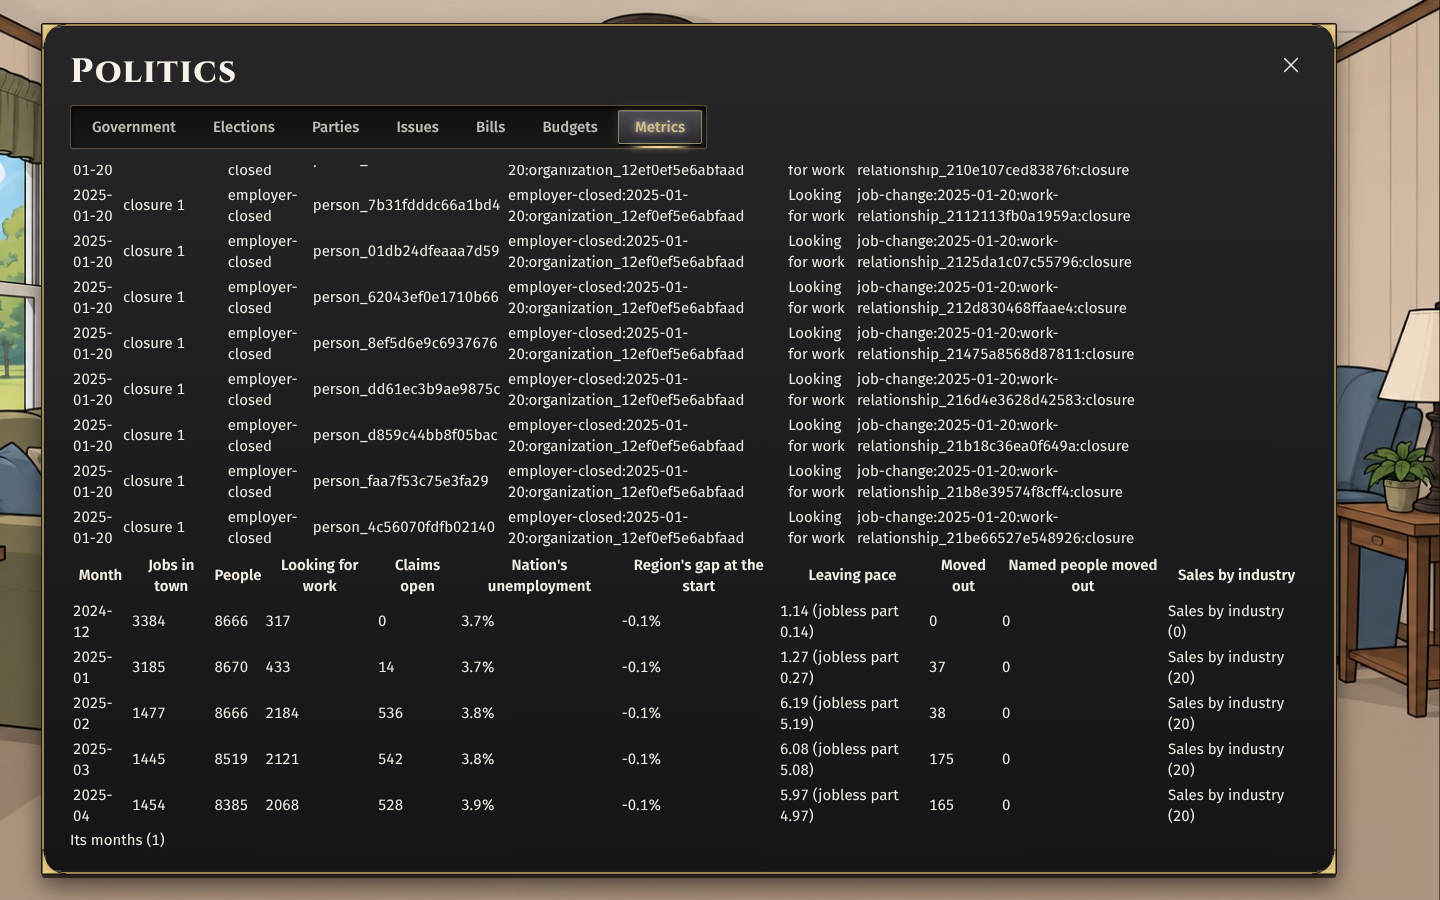 Politics
Government Elections Parties Issues Bills Budgets Metrics
01-20 closed 20:organization_12ef0ef5e6abfaad for work relationship_210e107ced83876f:closure
2025- employer- employer-closed:2025-01- Looking job-change:2025-01-20:work-
01-20 closure 1 closed person_7b31fdddc66a1bd4 20:organization_12ef0ef5e6abfaad for work relationship_2112113fb0a1959a:closure
2025- employer- employer-closed:2025-01- Looking job-change:2025-01-20:work-
01-20 closure 1 closed person_01db24dfeaaa7d59 20:organization_12ef0ef5e6abfaad for work relationship_2125da1c07c55796:closure
2025- employer- employer-closed:2025-01- Looking job-change:2025-01-20:work-
01-20 closure 1 closed person_62043ef0e1710b66 20:organization_12ef0ef5e6abfaad for work relationship_212d830468ffaae4:closure
2025- employer- employer-closed:2025-01- Looking job-change:2025-01-20:work-
01-20 closure 1 closed person_8ef5d6e9c6937676 20:organization_12ef0ef5e6abfaad for work relationship_21475a8568d87811:closure
2025- employer- employer-closed:2025-01- Looking job-change:2025-01-20:work-
01-20 closure 1 closed person_dd61ec3b9ae9875c 20:organization_12ef0ef5e6abfaad for work relationship_216d4e3628d42583:closure
2025- employer- employer-closed:2025-01- Looking job-change:2025-01-20:work-
01-20 closure 1 closed person_d859c44bb8f05bac 20:organization_12ef0ef5e6abfaad for work relationship_21b18c36ea0f649a:closure
2025- employer- employer-closed:2025-01- Looking job-change:2025-01-20:work-
01-20 closure 1 closed person_faa7f53c75e3fa29 20:organization_12ef0ef5e6abfaad for work relationship_21b8e39574f8cff4:closure
2025- employer- employer-closed:2025-01- Looking job-change:2025-01-20:work-
01-20 closure 1 closed person_4c56070fdfb02140 20:organization_12ef0ef5e6abfaad for work relationship_21be66527e548926:closure
Month Jobs in town People Looking for work Claims open Nation's unemployment Region's gap at the start Leaving pace Moved out Named people moved out Sales by industry
2024-12 3384 8666 317 0 3.7% -0.1% 1.14 (jobless part 0.14) 0 0 Sales by industry (0)
2025-01 3185 8670 433 14 3.7% -0.1% 1.27 (jobless part 0.27) 37 0 Sales by industry (20)
2025-02 1477 8666 2184 536 3.8% -0.1% 6.19 (jobless part 5.19) 38 0 Sales by industry (20)
2025-03 1445 8519 2121 542 3.8% -0.1% 6.08 (jobless part 5.08) 175 0 Sales by industry (20)
2025-04 1454 8385 2068 528 3.9% -0.1% 5.97 (jobless part 4.97) 165 0 Sales by industry (20)
Its months (1)